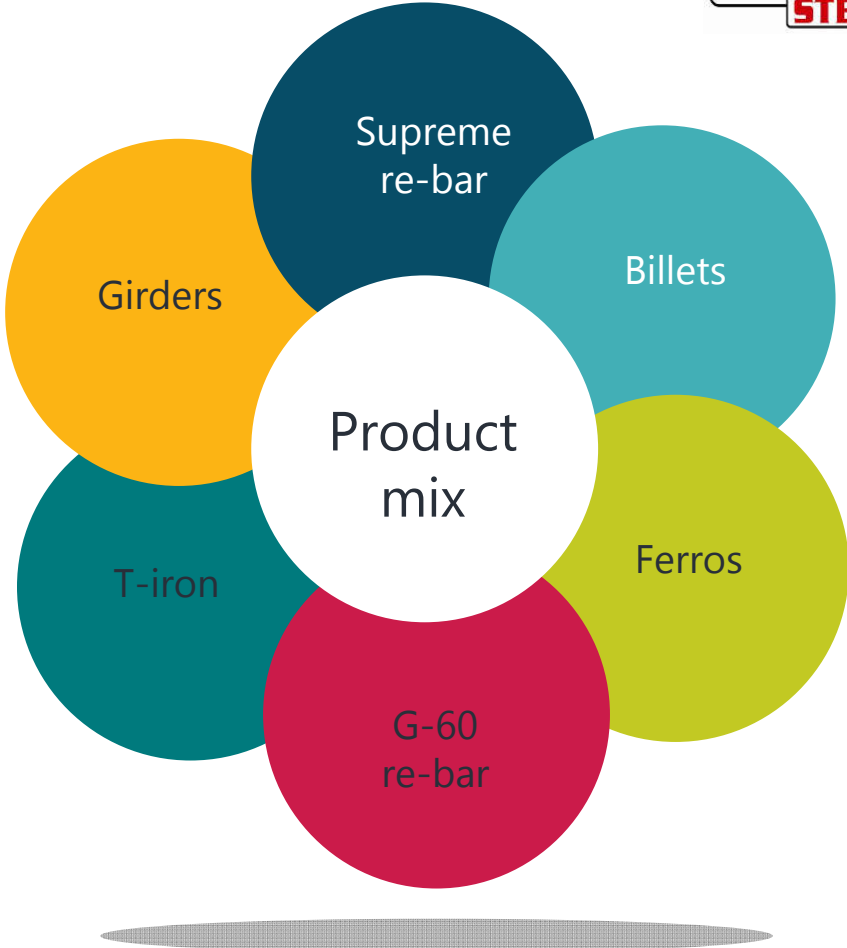 Supreme
re-bar
Billets
Girders
Product
mix
Ferros
T-iron
G-60
re-bar